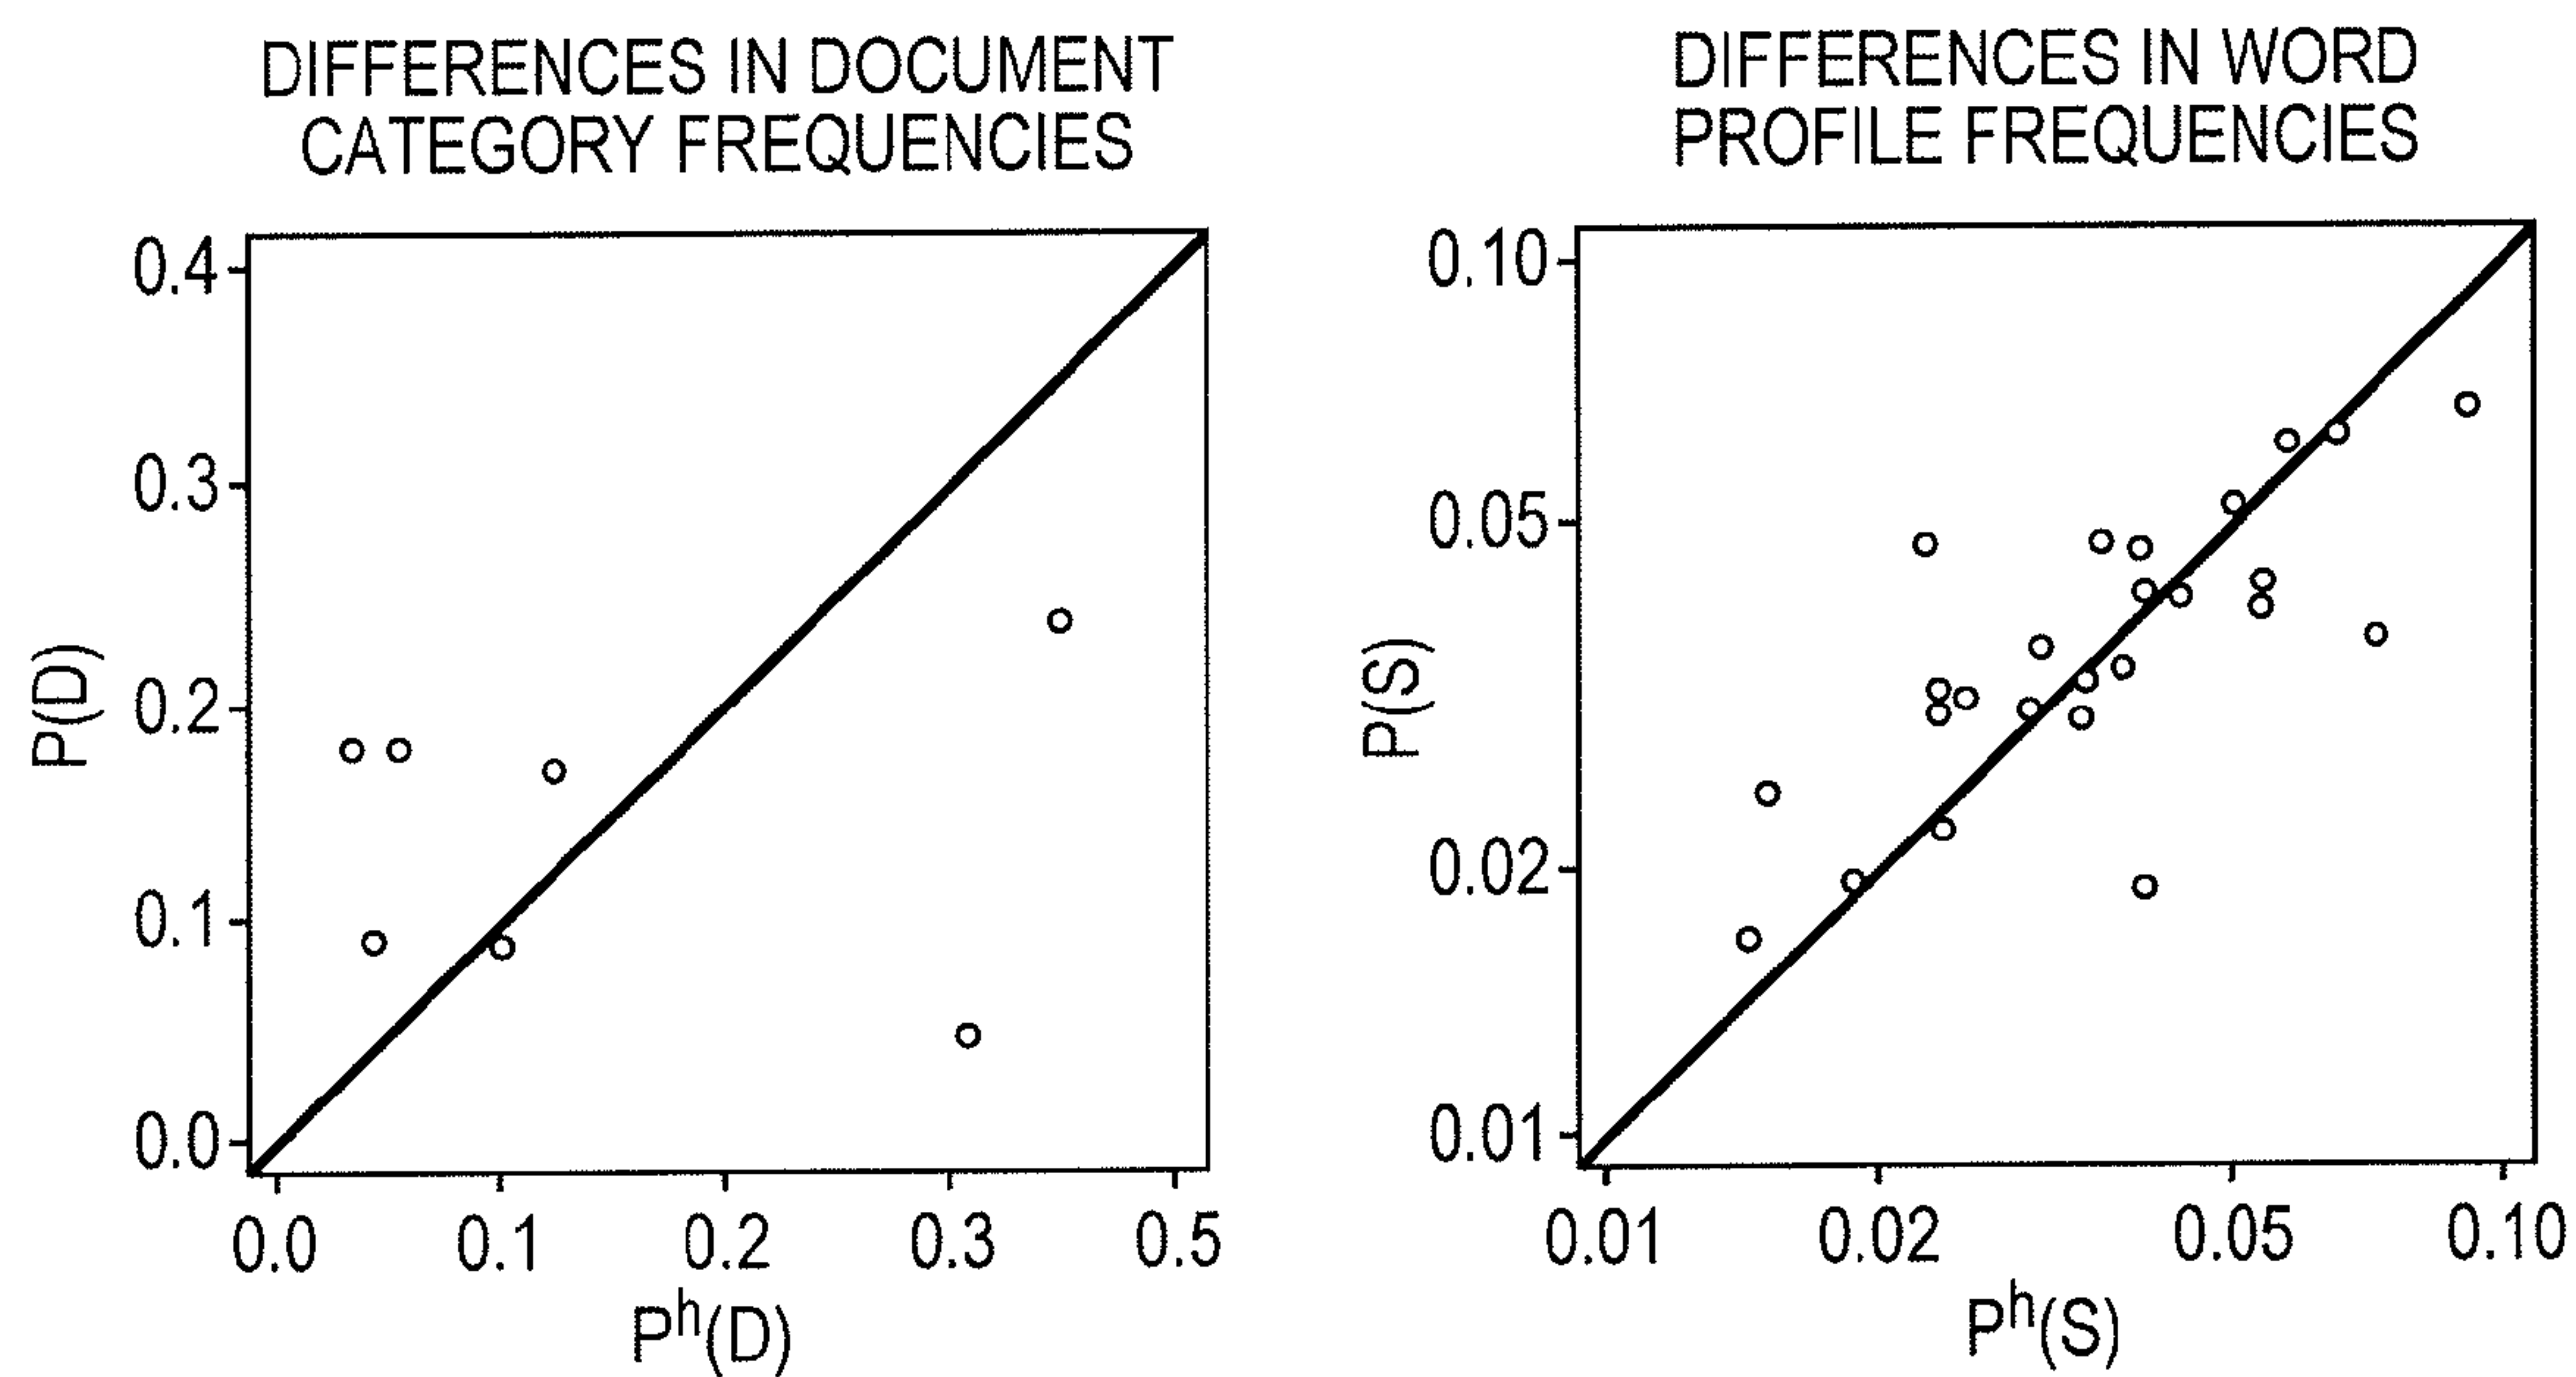 DIFFERENCES IN DOCUMENT
CATEGORY FREQUENCIES
0.4
0.3
0.2
0.1
0.0
P(D)
0.0 0.1 0.2 0.3 0.5
Pʰ(D)
DIFFERENCES IN WORD
PROFILE FREQUENCIES
0.10
0.05
0.02
0.01
P(S)
0.01 0.02 0.05 0.10
Pʰ(S)